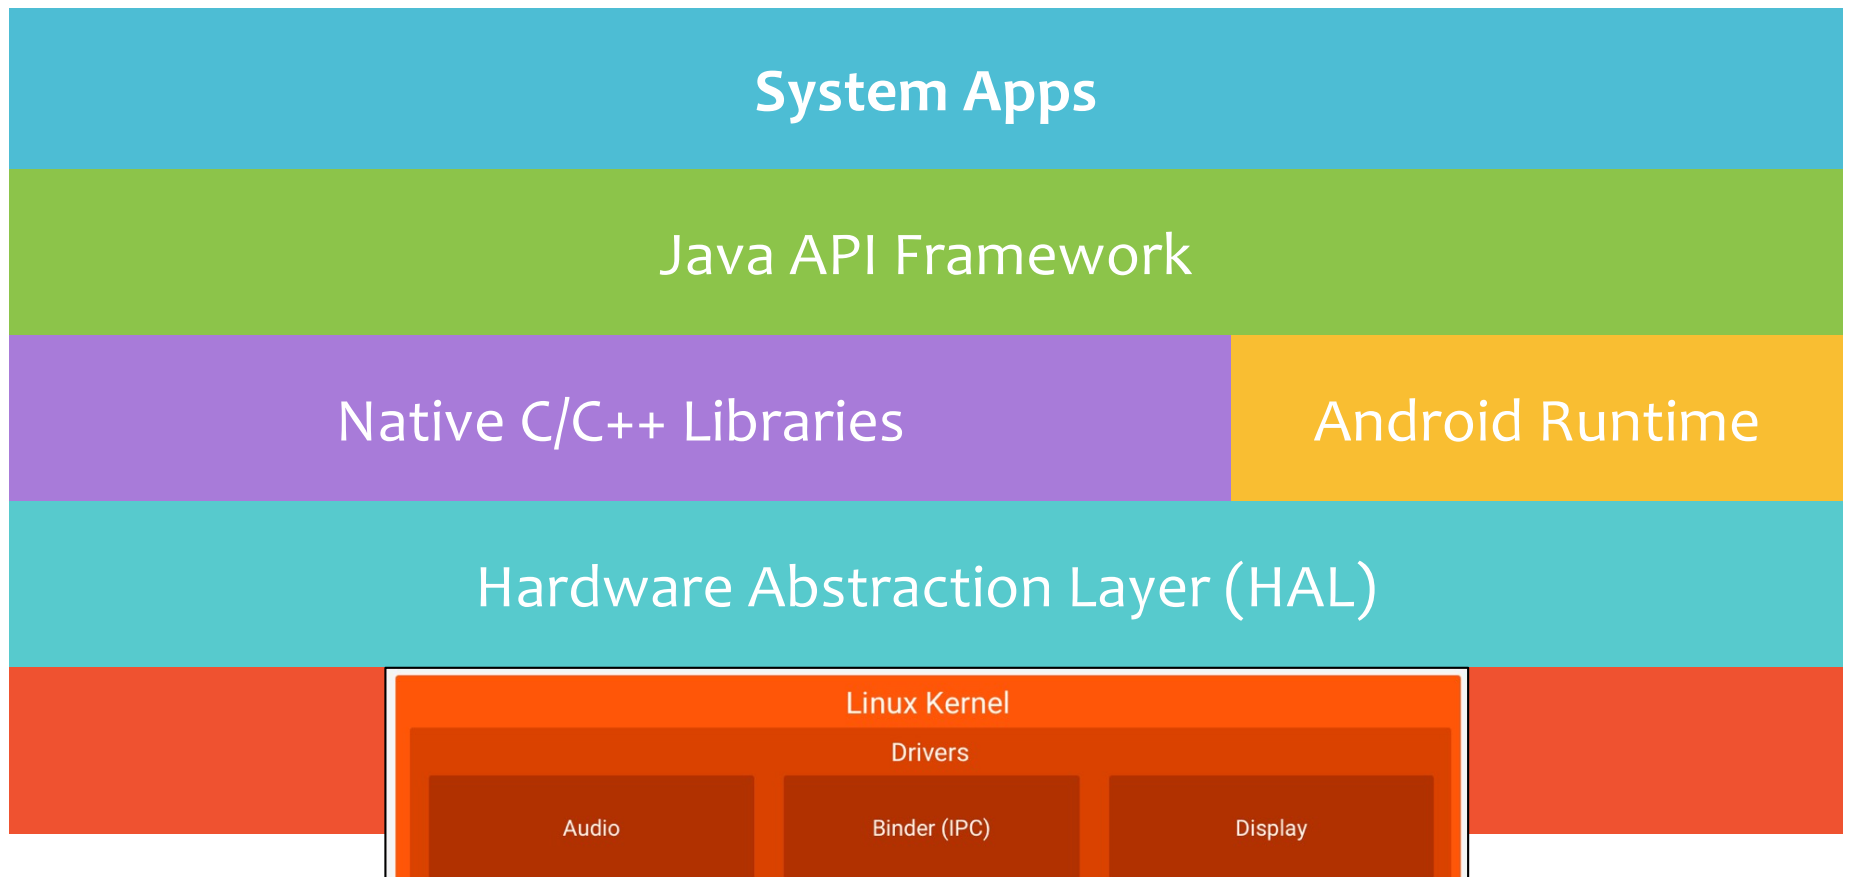 System Apps
Java API Framework
Native C/C++ Libraries
Android Runtime
Hardware Abstraction Layer (HAL)
Linux Kernel
Drivers
Audio
Binder (IPC)
Display